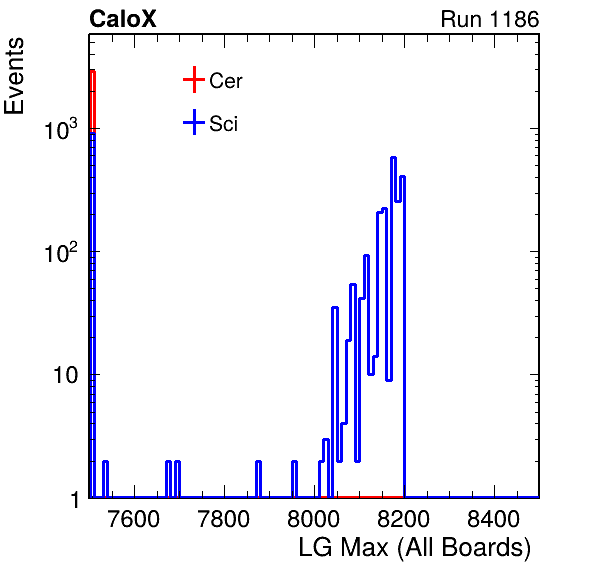 CaloX Run 1186
Events
Cer
Sci
10³
10²
10
1
7600 7800 8000 8200 8400
LG Max (All Boards)